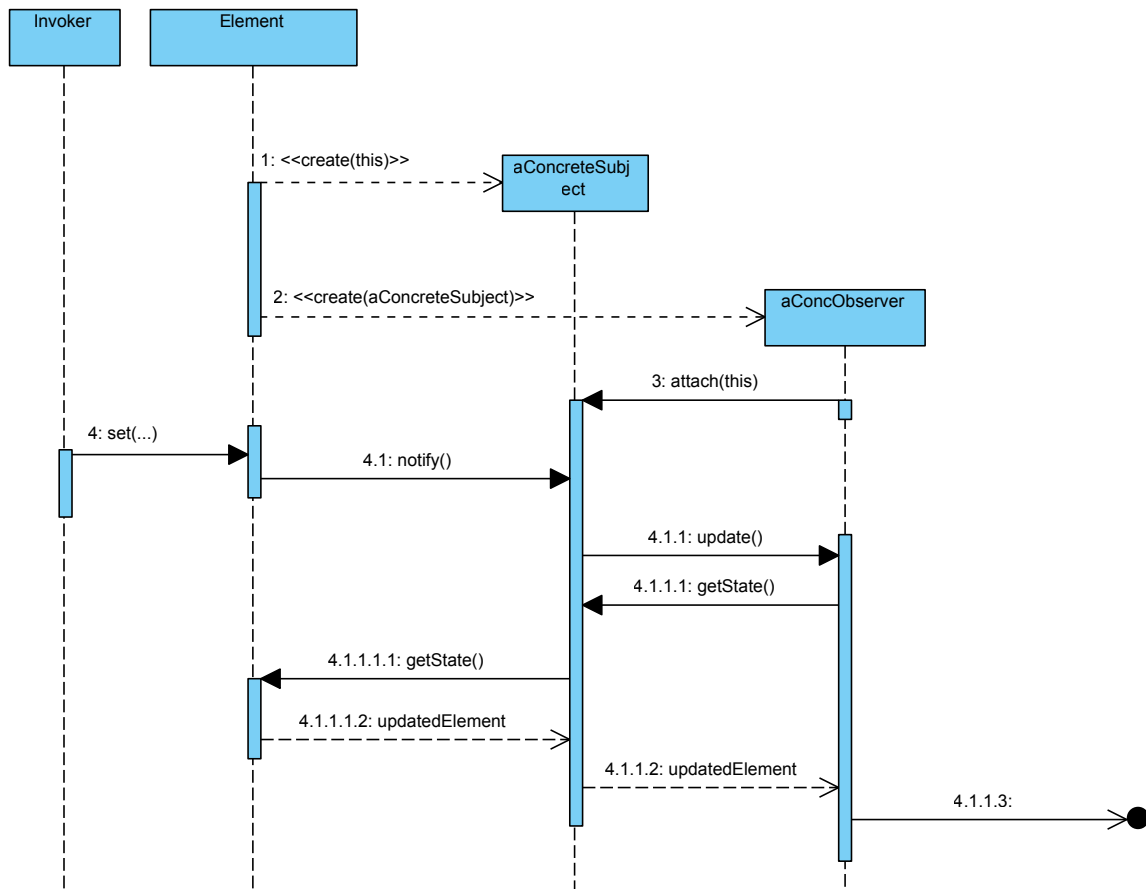 Invoker
Element
1: <<create(this)>>
aConcreteSubj
ect
2: <<create(aConcreteSubject)>>
aConcObserver
3: attach(this)
4: set(...)
4.1: notify()
4.1.1: update()
4.1.1.1: getState()
4.1.1.1.1: getState()
4.1.1.1.2: updatedElement
4.1.1.2: updatedElement
4.1.1.3: